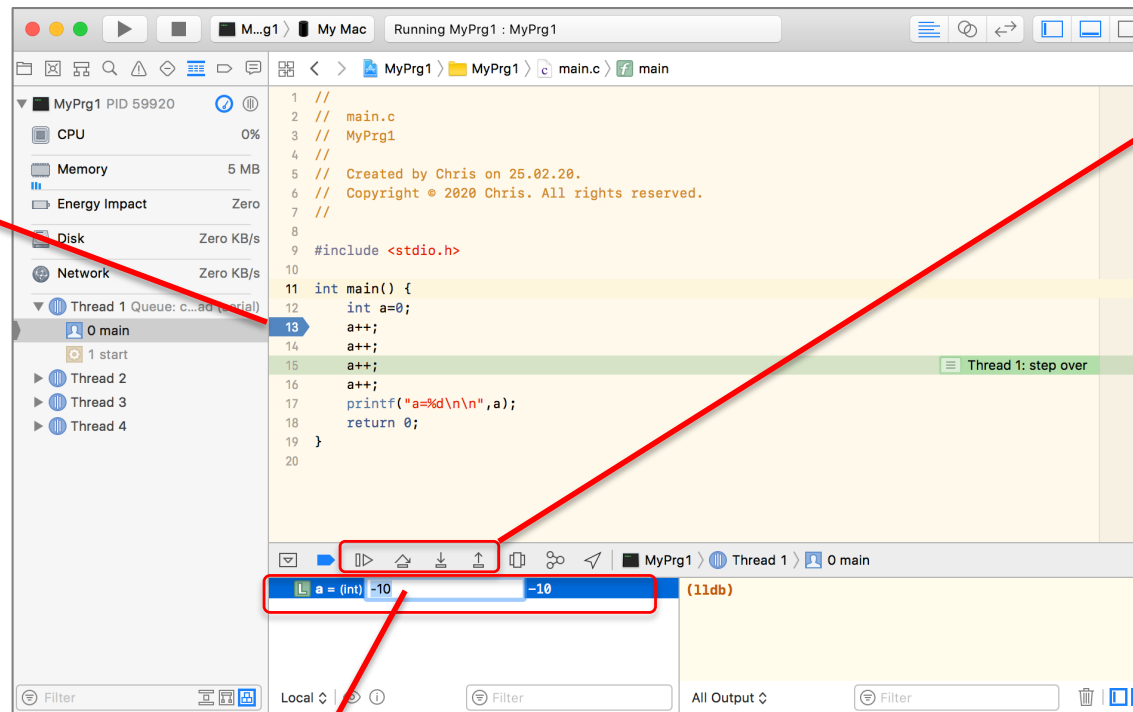 M...g1 〉 My Mac Running MyPrg1 : MyPrg1
MyPrg1 〉 MyPrg1 〉 c main.c 〉 f main
MyPrg1 PID 59920
CPU 0%
Memory 5 MB
Energy Impact Zero
Disk Zero KB/s
Network Zero KB/s
Thread 1 Queue: c...ad (serial)
0 main
1 start
Thread 2
Thread 3
Thread 4
1 //
2 // main.c
3 // MyPrg1
4 //
5 // Created by Chris on 25.02.20.
6 // Copyright © 2020 Chris. All rights reserved.
7 //
8
9 #include <stdio.h>
10
11 int main() {
12 int a=0;
13 a++;
14 a++;
15 a++; Thread 1: step over
16 a++;
17 printf("a=%d\n\n",a);
18 return 0;
19 }
20
MyPrg1 〉 Thread 1 〉 0 main
L a = (int) -10 -10
(lldb)
Filter
Local Filter
All Output Filter